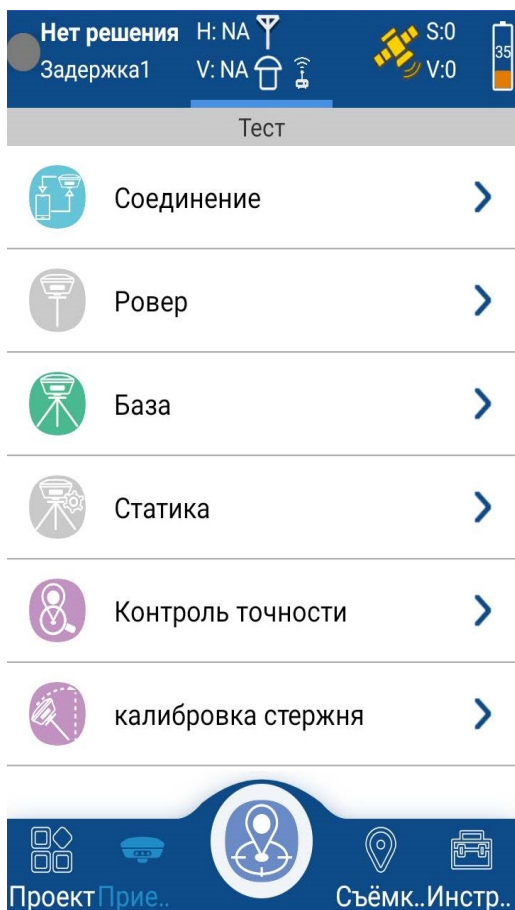 Нет решения H: NA S:0
Задержка1 V: NA V:0
35
Тест
Соединение
Ровер
База
Статика
Контроль точности
калибровка стержня
Проект Прие.. Съёмк.. Инстр..